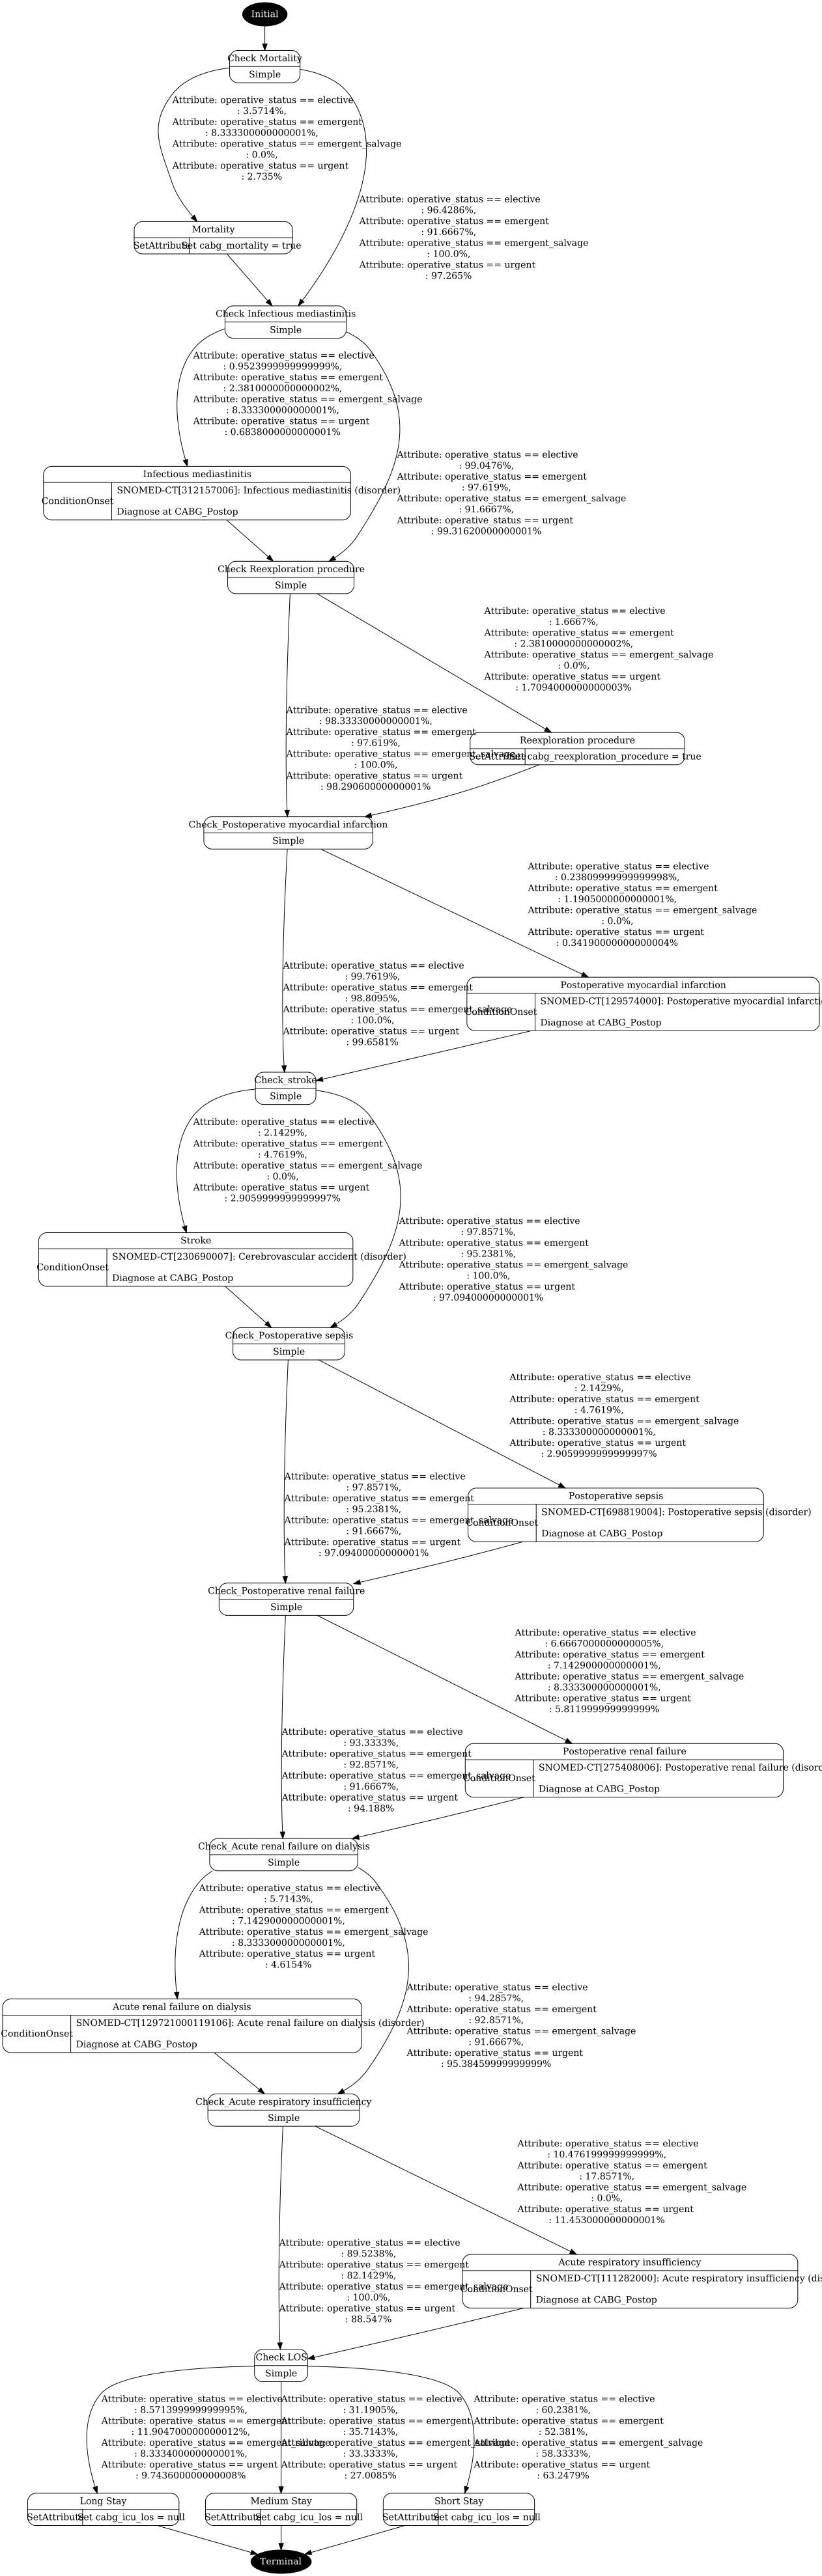 Initial
Check Mortality
Simple
Attribute: operative_status == elective
: 3.5714%,
Attribute: operative_status == emergent
: 8.333300000000001%,
Attribute: operative_status == emergent_salvage
: 0.0%,
Attribute: operative_status == urgent
: 2.735%
Attribute: operative_status == elective
: 96.4286%,
Attribute: operative_status == emergent
: 91.6667%,
Attribute: operative_status == emergent_salvage
: 100.0%,
Attribute: operative_status == urgent
: 97.265%
Mortality
SetAttribute Set cabg_mortality = true
Check Infectious mediastinitis
Simple
Attribute: operative_status == elective
: 0.9523999999999999%,
Attribute: operative_status == emergent
: 2.3810000000000002%,
Attribute: operative_status == emergent_salvage
: 8.333300000000001%,
Attribute: operative_status == urgent
: 0.6838000000000001%
Attribute: operative_status == elective
: 99.0476%,
Attribute: operative_status == emergent
: 97.619%,
Attribute: operative_status == emergent_salvage
: 91.6667%,
Attribute: operative_status == urgent
: 99.31620000000001%
Infectious mediastinitis
ConditionOnset
SNOMED-CT[312157006]: Infectious mediastinitis (disorder)
Diagnose at CABG_Postop
Check Reexploration procedure
Simple
Attribute: operative_status == elective
: 1.6667%,
Attribute: operative_status == emergent
: 2.3810000000000002%,
Attribute: operative_status == emergent_salvage
: 0.0%,
Attribute: operative_status == urgent
: 1.7094000000000003%
Attribute: operative_status == elective
: 98.33330000000001%,
Attribute: operative_status == emergent
: 97.619%,
Attribute: operative_status == emergent_salvage
: 100.0%,
Attribute: operative_status == urgent
: 98.29060000000001%
Reexploration procedure
SetAttribute Set cabg_reexploration_procedure = true
Check_Postoperative myocardial infarction
Simple
Attribute: operative_status == elective
: 0.23809999999999998%,
Attribute: operative_status == emergent
: 1.1905000000000001%,
Attribute: operative_status == emergent_salvage
: 0.0%,
Attribute: operative_status == urgent
: 0.34190000000000004%
Attribute: operative_status == elective
: 99.7619%,
Attribute: operative_status == emergent
: 98.8095%,
Attribute: operative_status == emergent_salvage
: 100.0%,
Attribute: operative_status == urgent
: 99.6581%
Postoperative myocardial infarction
ConditionOnset
SNOMED-CT[129574000]: Postoperative myocardial infarcti
Diagnose at CABG_Postop
Check_stroke
Simple
Attribute: operative_status == elective
: 2.1429%,
Attribute: operative_status == emergent
: 4.7619%,
Attribute: operative_status == emergent_salvage
: 0.0%,
Attribute: operative_status == urgent
: 2.9059999999999997%
Attribute: operative_status == elective
: 97.8571%,
Attribute: operative_status == emergent
: 95.2381%,
Attribute: operative_status == emergent_salvage
: 100.0%,
Attribute: operative_status == urgent
: 97.09400000000001%
Stroke
ConditionOnset
SNOMED-CT[230690007]: Cerebrovascular accident (disorder)
Diagnose at CABG_Postop
Check_Postoperative sepsis
Simple
Attribute: operative_status == elective
: 2.1429%,
Attribute: operative_status == emergent
: 4.7619%,
Attribute: operative_status == emergent_salvage
: 8.333300000000001%,
Attribute: operative_status == urgent
: 2.9059999999999997%
Attribute: operative_status == elective
: 97.8571%,
Attribute: operative_status == emergent
: 95.2381%,
Attribute: operative_status == emergent_salvage
: 91.6667%,
Attribute: operative_status == urgent
: 97.09400000000001%
Postoperative sepsis
ConditionOnset
SNOMED-CT[698819004]: Postoperative sepsis (disorder)
Diagnose at CABG_Postop
Check_Postoperative renal failure
Simple
Attribute: operative_status == elective
: 6.6667000000000005%,
Attribute: operative_status == emergent
: 7.142900000000001%,
Attribute: operative_status == emergent_salvage
: 8.333300000000001%,
Attribute: operative_status == urgent
: 5.811999999999999%
Attribute: operative_status == elective
: 93.3333%,
Attribute: operative_status == emergent
: 92.8571%,
Attribute: operative_status == emergent_salvage
: 91.6667%,
Attribute: operative_status == urgent
: 94.188%
Postoperative renal failure
ConditionOnset
SNOMED-CT[275408006]: Postoperative renal failure (disord
Diagnose at CABG_Postop
Check_Acute renal failure on dialysis
Simple
Attribute: operative_status == elective
: 5.7143%,
Attribute: operative_status == emergent
: 7.142900000000001%,
Attribute: operative_status == emergent_salvage
: 8.333300000000001%,
Attribute: operative_status == urgent
: 4.6154%
Attribute: operative_status == elective
: 94.2857%,
Attribute: operative_status == emergent
: 92.8571%,
Attribute: operative_status == emergent_salvage
: 91.6667%,
Attribute: operative_status == urgent
: 95.38459999999999%
Acute renal failure on dialysis
ConditionOnset
SNOMED-CT[129721000119106]: Acute renal failure on dialysis (disorder)
Diagnose at CABG_Postop
Check_Acute respiratory insufficiency
Simple
Attribute: operative_status == elective
: 10.476199999999999%,
Attribute: operative_status == emergent
: 17.8571%,
Attribute: operative_status == emergent_salvage
: 0.0%,
Attribute: operative_status == urgent
: 11.453000000000001%
Attribute: operative_status == elective
: 89.5238%,
Attribute: operative_status == emergent
: 82.1429%,
Attribute: operative_status == emergent_salvage
: 100.0%,
Attribute: operative_status == urgent
: 88.547%
Acute respiratory insufficiency
ConditionOnset
SNOMED-CT[111282000]: Acute respiratory insufficiency (dis
Diagnose at CABG_Postop
Check LOS
Simple
Attribute: operative_status == elective
: 8.571399999999995%,
Attribute: operative_status == emergent
: 11.904700000000012%,
Attribute: operative_status == emergent_salvage
: 8.333400000000001%,
Attribute: operative_status == urgent
: 9.743600000000008%
Attribute: operative_status == elective
: 31.1905%,
Attribute: operative_status == emergent
: 35.7143%,
Attribute: operative_status == emergent_salvage
: 33.3333%,
Attribute: operative_status == urgent
: 27.0085%
Attribute: operative_status == elective
: 60.2381%,
Attribute: operative_status == emergent
: 52.381%,
Attribute: operative_status == emergent_salvage
: 58.3333%,
Attribute: operative_status == urgent
: 63.2479%
Long Stay
SetAttribute Set cabg_icu_los = null
Medium Stay
SetAttribute Set cabg_icu_los = null
Short Stay
SetAttribute Set cabg_icu_los = null
Terminal